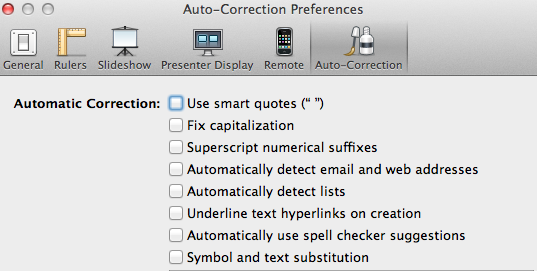 Auto-Correction Preferences
General Rulers Slideshow Presenter Display Remote Auto-Correction
Automatic Correction: Use smart quotes (“ ”)
Fix capitalization
Superscript numerical suffixes
Automatically detect email and web addresses
Automatically detect lists
Underline text hyperlinks on creation
Automatically use spell checker suggestions
Symbol and text substitution